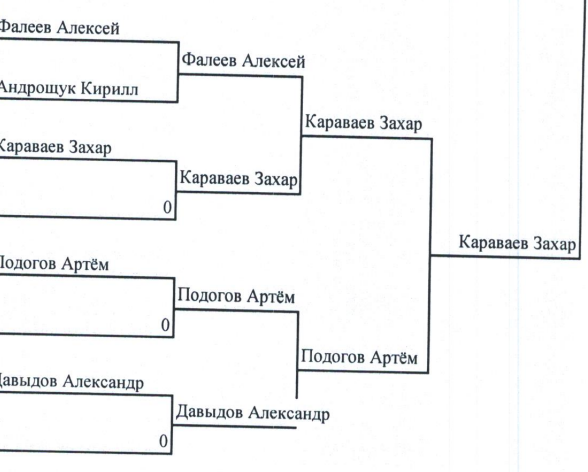 Фалеев Алексей
Фалеев Алексей
Андрощук Кирилл
Караваев Захар
Караваев Захар
Караваев Захар
0
Караваев Захар
Подогов Артём
Подогов Артём
0
Подогов Артём
Давыдов Александр
Давыдов Александр
0